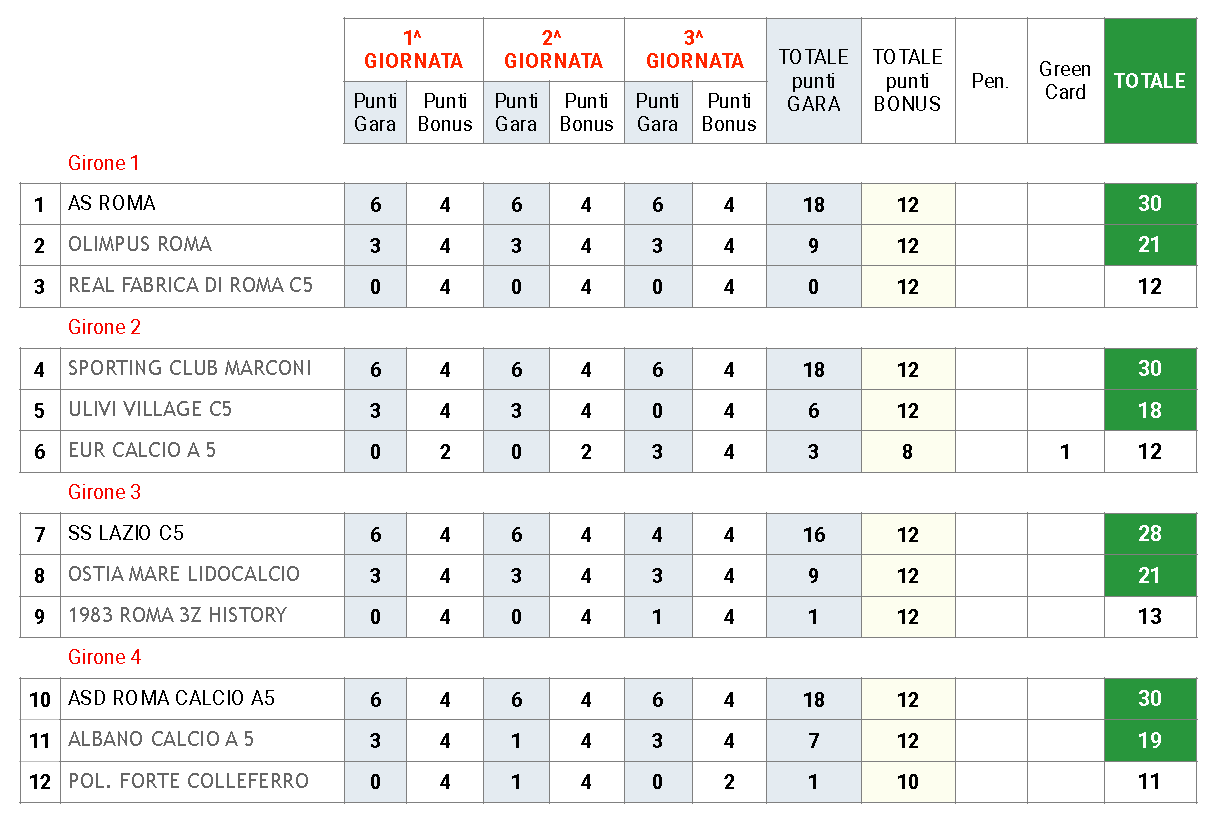 1^ GIORNATA 2^ GIORNATA 3^ GIORNATA TOTALE punti GARA TOTALE punti BONUS Pen. Green Card TOTALE
Punti Gara Punti Bonus Punti Gara Punti Bonus Punti Gara Punti Bonus
Girone 1
1 AS ROMA 6 4 6 4 6 4 18 12 30
2 OLIMPUS ROMA 3 4 3 4 3 4 9 12 21
3 REAL FABRICA DI ROMA C5 0 4 0 4 0 4 0 12 12
Girone 2
4 SPORTING CLUB MARCONI 6 4 6 4 6 4 18 12 30
5 ULIVI VILLAGE C5 3 4 3 4 0 4 6 12 18
6 EUR CALCIO A 5 0 2 0 2 3 4 3 8 1 12
Girone 3
7 SS LAZIO C5 6 4 6 4 4 4 16 12 28
8 OSTIA MARE LIDOCALCIO 3 4 3 4 3 4 9 12 21
9 1983 ROMA 3Z HISTORY 0 4 0 4 1 4 1 12 13
Girone 4
10 ASD ROMA CALCIO A5 6 4 6 4 6 4 18 12 30
11 ALBANO CALCIO A 5 3 4 1 4 3 4 7 12 19
12 POL. FORTE COLLEFERRO 0 4 1 4 0 2 1 10 11